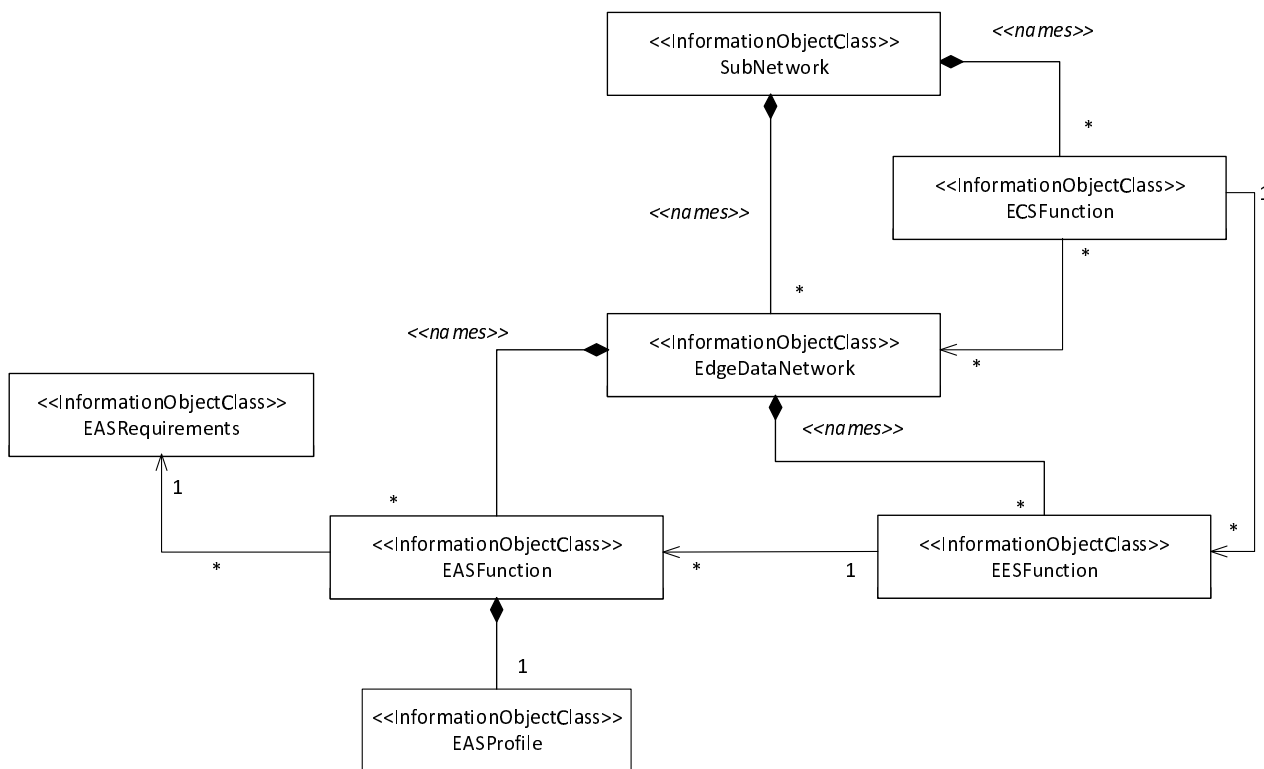 <<InformationObjectClass>>
SubNetwork
<<names>>
*
<<InformationObjectClass>>
ECSFunction
1
<<names>>
*
*
<<InformationObjectClass>>
EdgeDataNetwork
*
<<names>>
<<names>>
<<InformationObjectClass>>
EASRequirements
1
*
*
*
<<InformationObjectClass>>
EASFunction
*
*
1
<<InformationObjectClass>>
EESFunction
1
<<InformationObjectClass>>
EASProfile